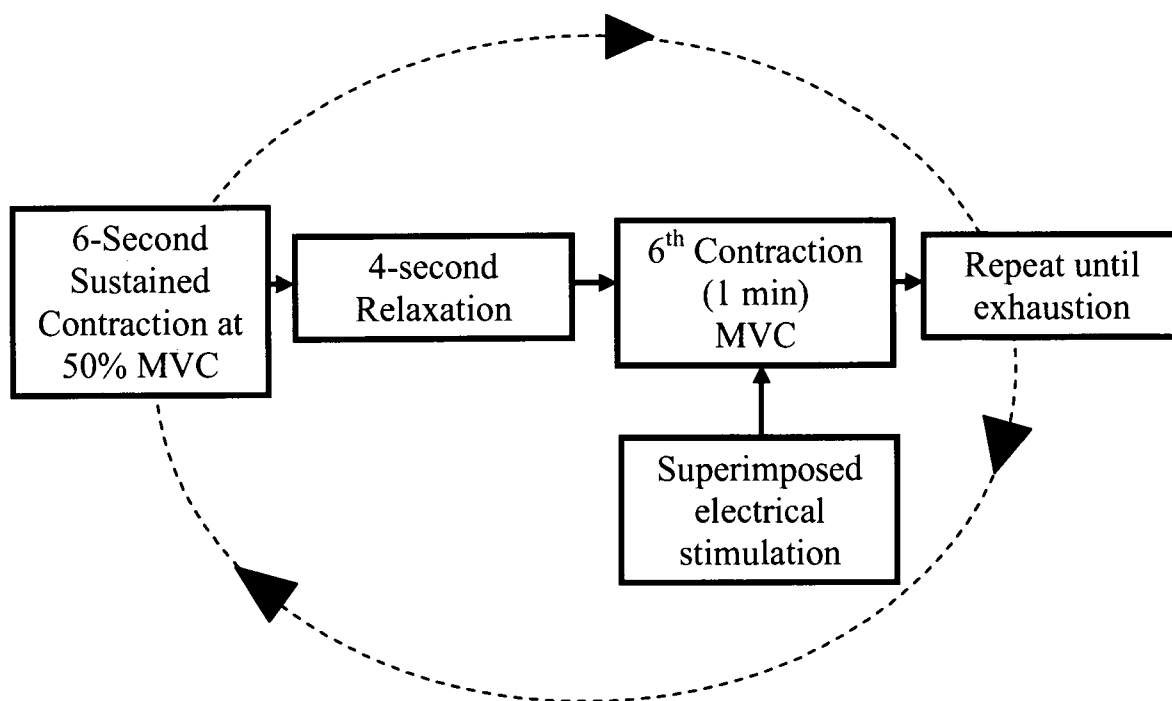 6-Second
Sustained
Contraction at
50% MVC
4-second
Relaxation
6th Contraction
(1 min)
MVC
Repeat until
exhaustion
Superimposed
electrical
stimulation